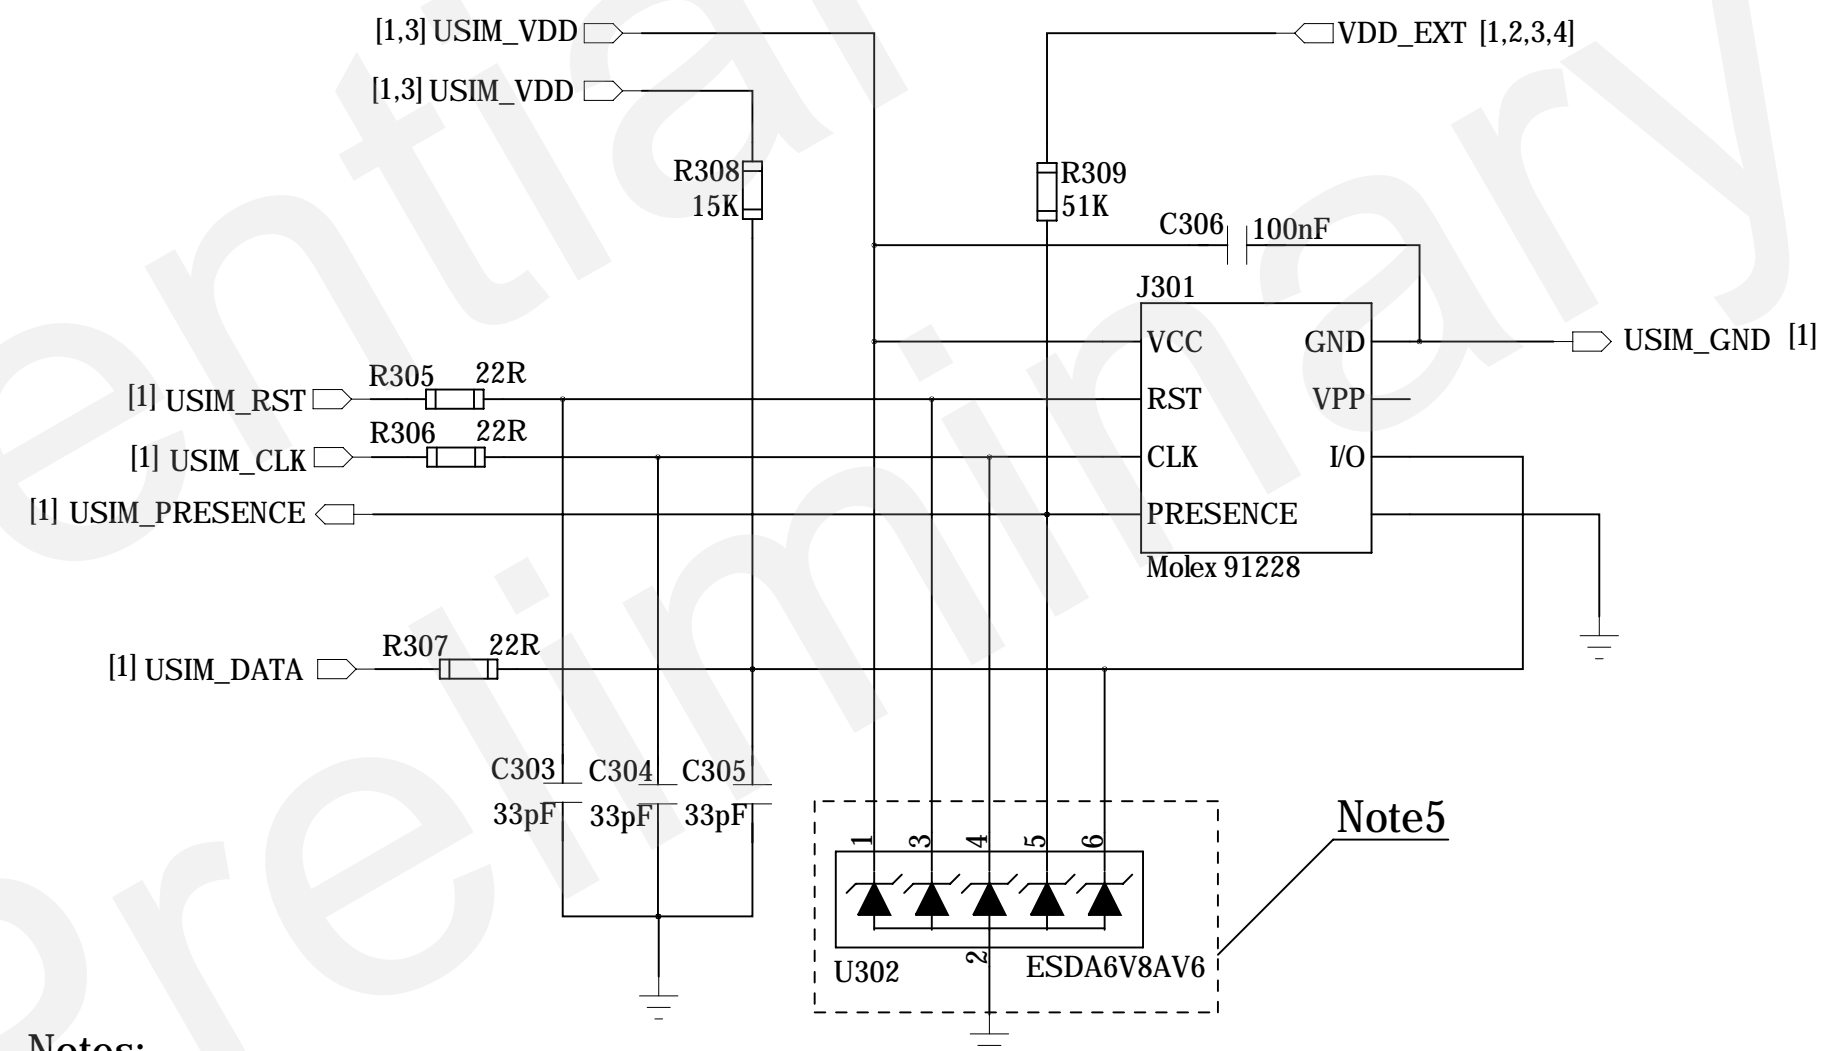 [1,3] USIM_VDD
VDD_EXT [1,2,3,4]
[1,3] USIM_VDD
R308
15K
R309
51K
C306 100nF
J301
VCC GND
USIM_GND [1]
R305 22R
[1] USIM_RST
RST VPP
R306 22R
[1] USIM_CLK
CLK I/O
[1] USIM_PRESENCE
PRESENCE
Molex 91228
R307 22R
[1] USIM_DATA
C303 C304 C305
33pF 33pF 33pF
Note5
1 3 4 5 6
2
U302 ESDA6V8AV6
Notes:
ential
Preliminary